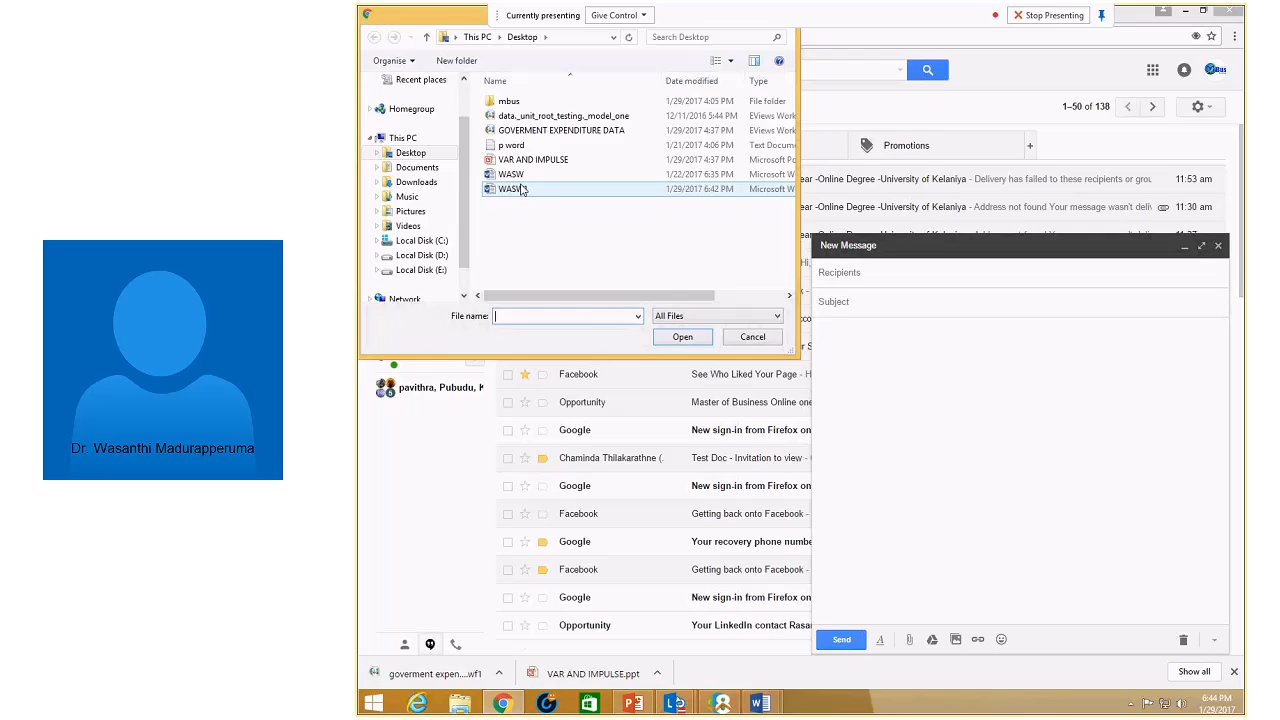 Currently presenting
Give Control
Stop Presenting
This PC
Desktop
Search Desktop
Organise
New folder
Name
Date modified
Type
Recent places
Homegroup
This PC
Desktop
Documents
Downloads
Music
Pictures
Videos
Local Disk (C:)
Local Disk (D:)
Local Disk (E:)
Network
mbus 1/29/2017 4:05 PM File folder
data._unit_root_testing._model_one 12/11/2016 5:44 PM EViews Work
GOVERMENT EXPENDITURE DATA 1/29/2017 4:37 PM EViews Work
p word 1/21/2017 4:06 PM Text Docum
VAR AND IMPULSE 1/29/2017 4:37 PM Microsoft Po
WASW 1/22/2017 6:35 PM Microsoft W
1/29/2017 6:42 PM Microsoft W
File name:
All Files
Open
Cancel
1–50 of 138
Promotions
+
ear -Online Degree -University of Kelaniya - Delivery has failed to these recipients or grou 11:53 am
ear -Online Degree -University of Kelaniya - Address not found Your message wasn't deliv 11:30 am
New Message
Recipients
Subject
pavithra, Pubudu, K
Facebook See Who Liked Your Page - H
Opportunity Master of Business Online one
Google New sign-in from Firefox on
Chaminda Thilakarathne (. Test Doc - Invitation to view -
Google New sign-in from Firefox on
Facebook Getting back onto Facebook -
Google Your recovery phone numbe
Facebook Getting back onto Facebook -
Google New sign-in from Firefox on
Opportunity Your LinkedIn contact Rasan
Send
Dr. Wasanthi Madurapperuma
goverment expen....wf1
VAR AND IMPULSE.ppt
Show all
6:44 PM
1/29/2017